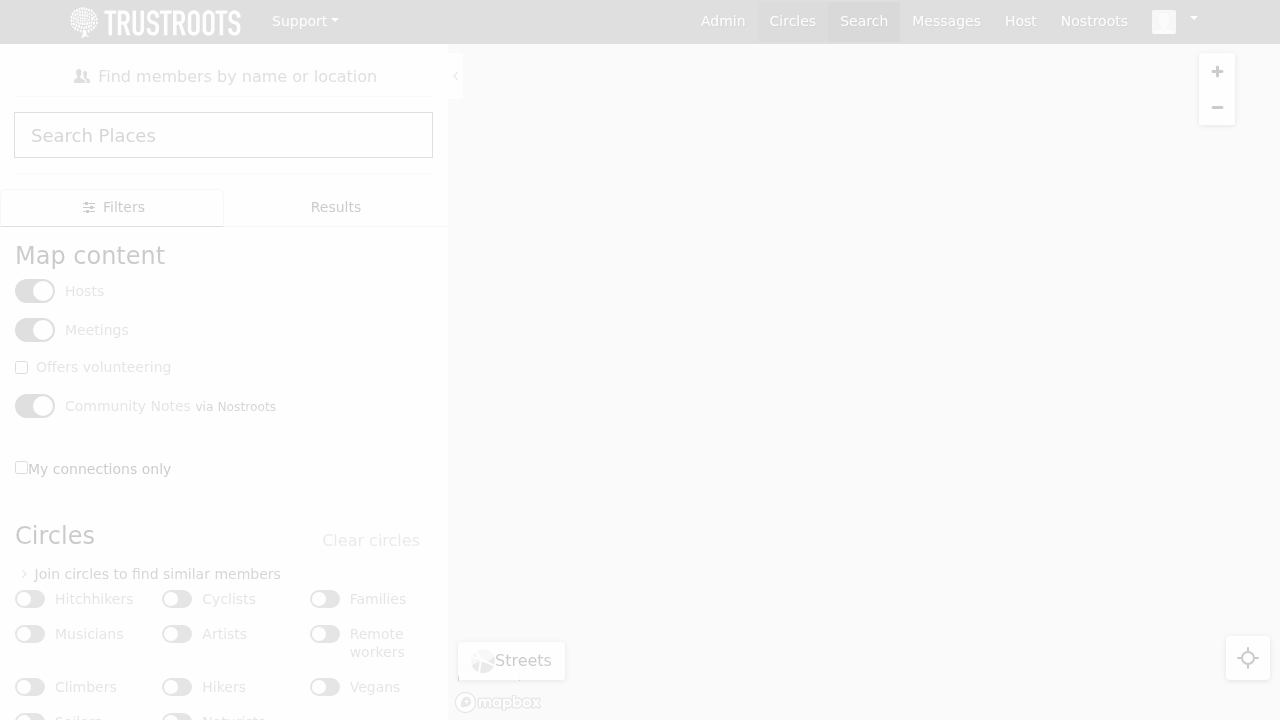 TRUSTROOTS
Support
Admin
Circles
Search
Messages
Host
Nostroots
Find members by name or location
Search Places
Filters
Results
Map content
Hosts
Meetings
Offers volunteering
Community Notes via Nostroots
My connections only
Circles
Clear circles
Join circles to find similar members
Hitchhikers
Cyclists
Families
Musicians
Artists
Remote
workers
Climbers
Hikers
Vegans
Sailors
Naturists
Streets
mapbox